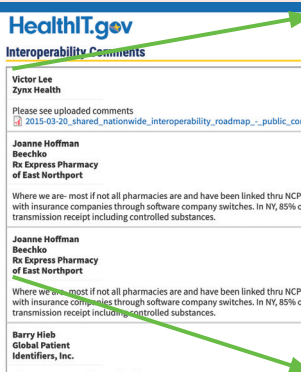 HealthIT.gov
Interoperability Comments
Victor Lee
Zynx Health
Please see uploaded comments
2015-03-20_shared_nationwide_interoperability_roadmap_-_public_co
Joanne Hoffman
Beechko
Rx Express Pharmacy
of East Northport
Where we are- most if not all pharmacies are and have been linked thru NCP
with insurance companies through software company switches. In NY, 85% o
transmission receipt including controlled substances.
Joanne Hoffman
Beechko
Rx Express Pharmacy
of East Northport
Where we are- most if not all pharmacies are and have been linked thru NCP
with insurance companies through software company switches. In NY, 85% o
transmission receipt including controlled substances.
Barry Hieb
Global Patient
Identifiers, Inc.